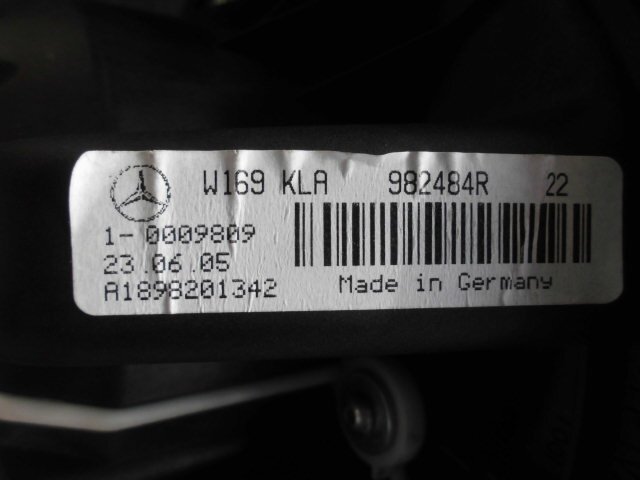 W169 KLA 982484R 22
1-0009809
23.06.05
A1898201342
Made in Germany